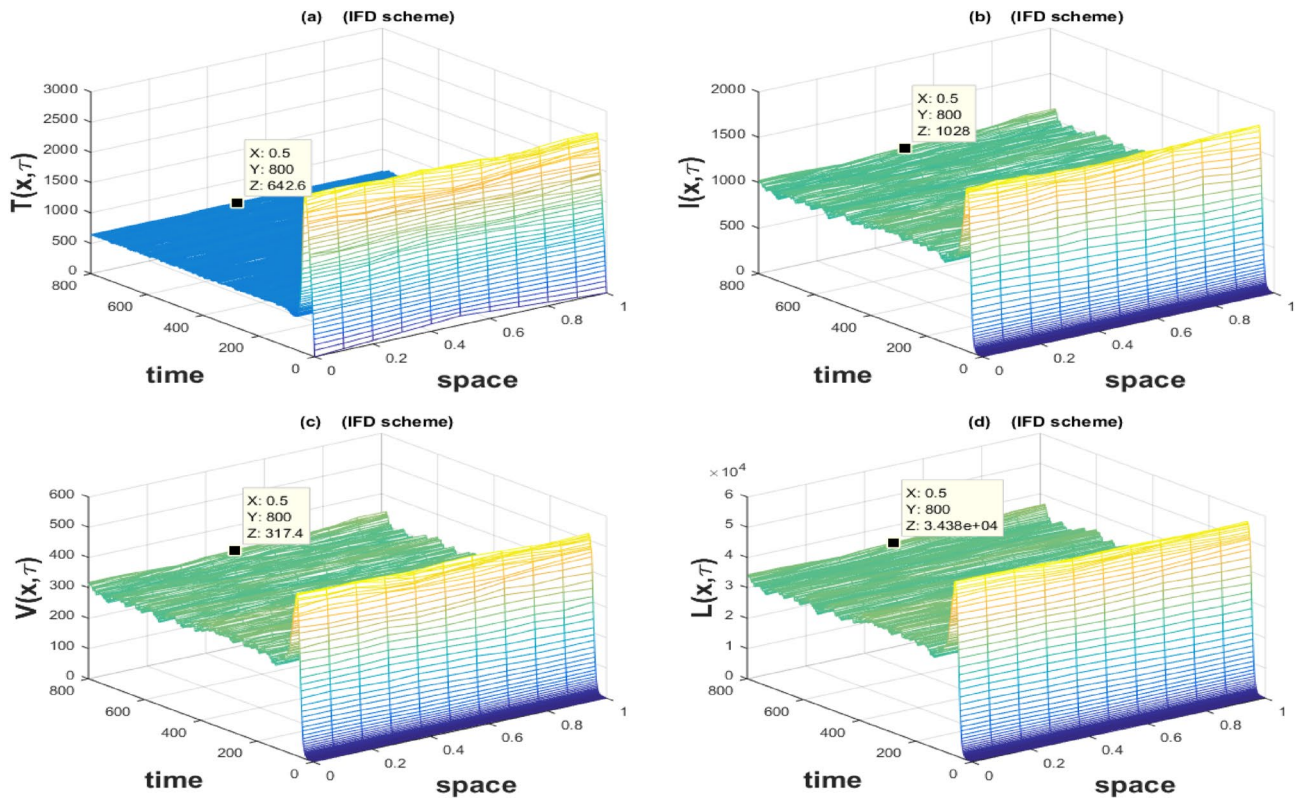 (a) (IFD scheme)
T(x,τ)
3000
2500
2000
1500
1000
500
0
X: 0.5
Y: 800
Z: 642.6
800
600
400
200
0
time
0
0.2
0.4
0.6
0.8
1
space
(b) (IFD scheme)
I(x,τ)
2000
1500
1000
500
0
X: 0.5
Y: 800
Z: 1028
800
600
400
200
0
time
0
0.2
0.4
0.6
0.8
1
space
(c) (IFD scheme)
V(x,τ)
600
500
400
300
200
100
0
X: 0.5
Y: 800
Z: 317.4
800
600
400
200
0
time
0
0.2
0.4
0.6
0.8
1
space
(d) (IFD scheme)
× 10⁴
L(x,τ)
6
5
4
3
2
1
0
X: 0.5
Y: 800
Z: 3.438e+04
800
600
400
200
0
time
0
0.2
0.4
0.6
0.8
1
space